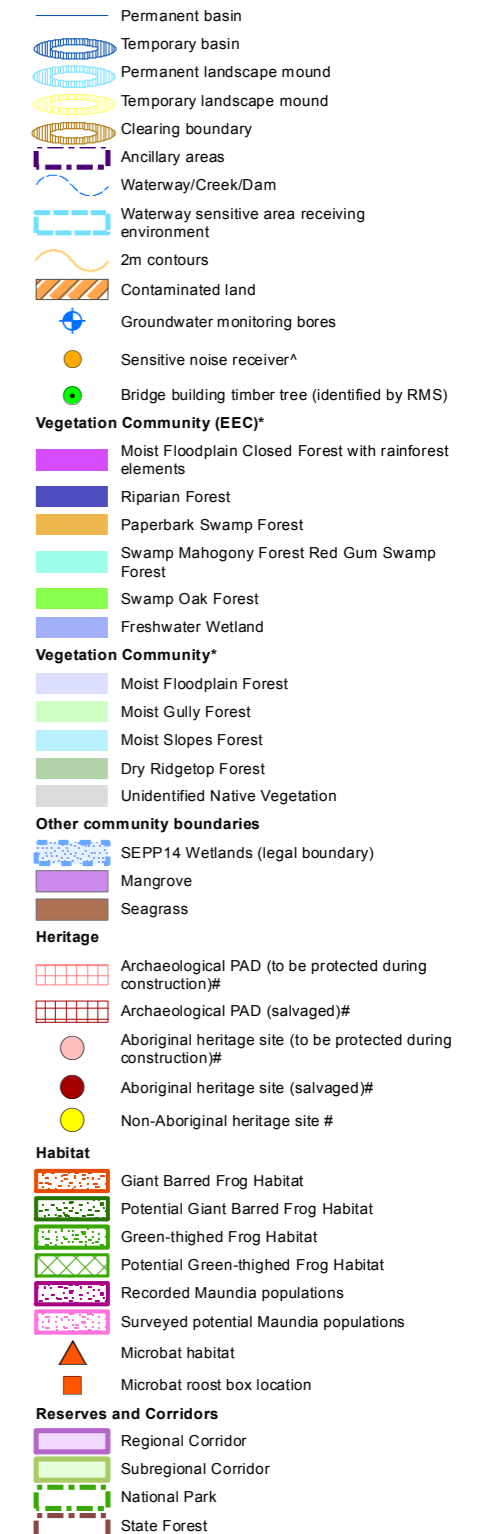 Permanent basin
Temporary basin
Permanent landscape mound
Temporary landscape mound
Clearing boundary
Ancillary areas
Waterway/Creek/Dam
Waterway sensitive area receiving
environment
2m contours
Contaminated land
Groundwater monitoring bores
Sensitive noise receiver^
Bridge building timber tree (identified by RMS)
Vegetation Community (EEC)*
Moist Floodplain Closed Forest with rainforest
elements
Riparian Forest
Paperbark Swamp Forest
Swamp Mahogony Forest Red Gum Swamp
Forest
Swamp Oak Forest
Freshwater Wetland
Vegetation Community*
Moist Floodplain Forest
Moist Gully Forest
Moist Slopes Forest
Dry Ridgetop Forest
Unidentified Native Vegetation
Other community boundaries
SEPP14 Wetlands (legal boundary)
Mangrove
Seagrass
Heritage
Archaeological PAD (to be protected during
construction)#
Archaeological PAD (salvaged)#
Aboriginal heritage site (to be protected during
construction)#
Aboriginal heritage site (salvaged)#
Non-Aboriginal heritage site #
Habitat
Giant Barred Frog Habitat
Potential Giant Barred Frog Habitat
Green-thighed Frog Habitat
Potential Green-thighed Frog Habitat
Recorded Maundia populations
Surveyed potential Maundia populations
Microbat habitat
Microbat roost box location
Reserves and Corridors
Regional Corridor
Subregional Corridor
National Park
State Forest